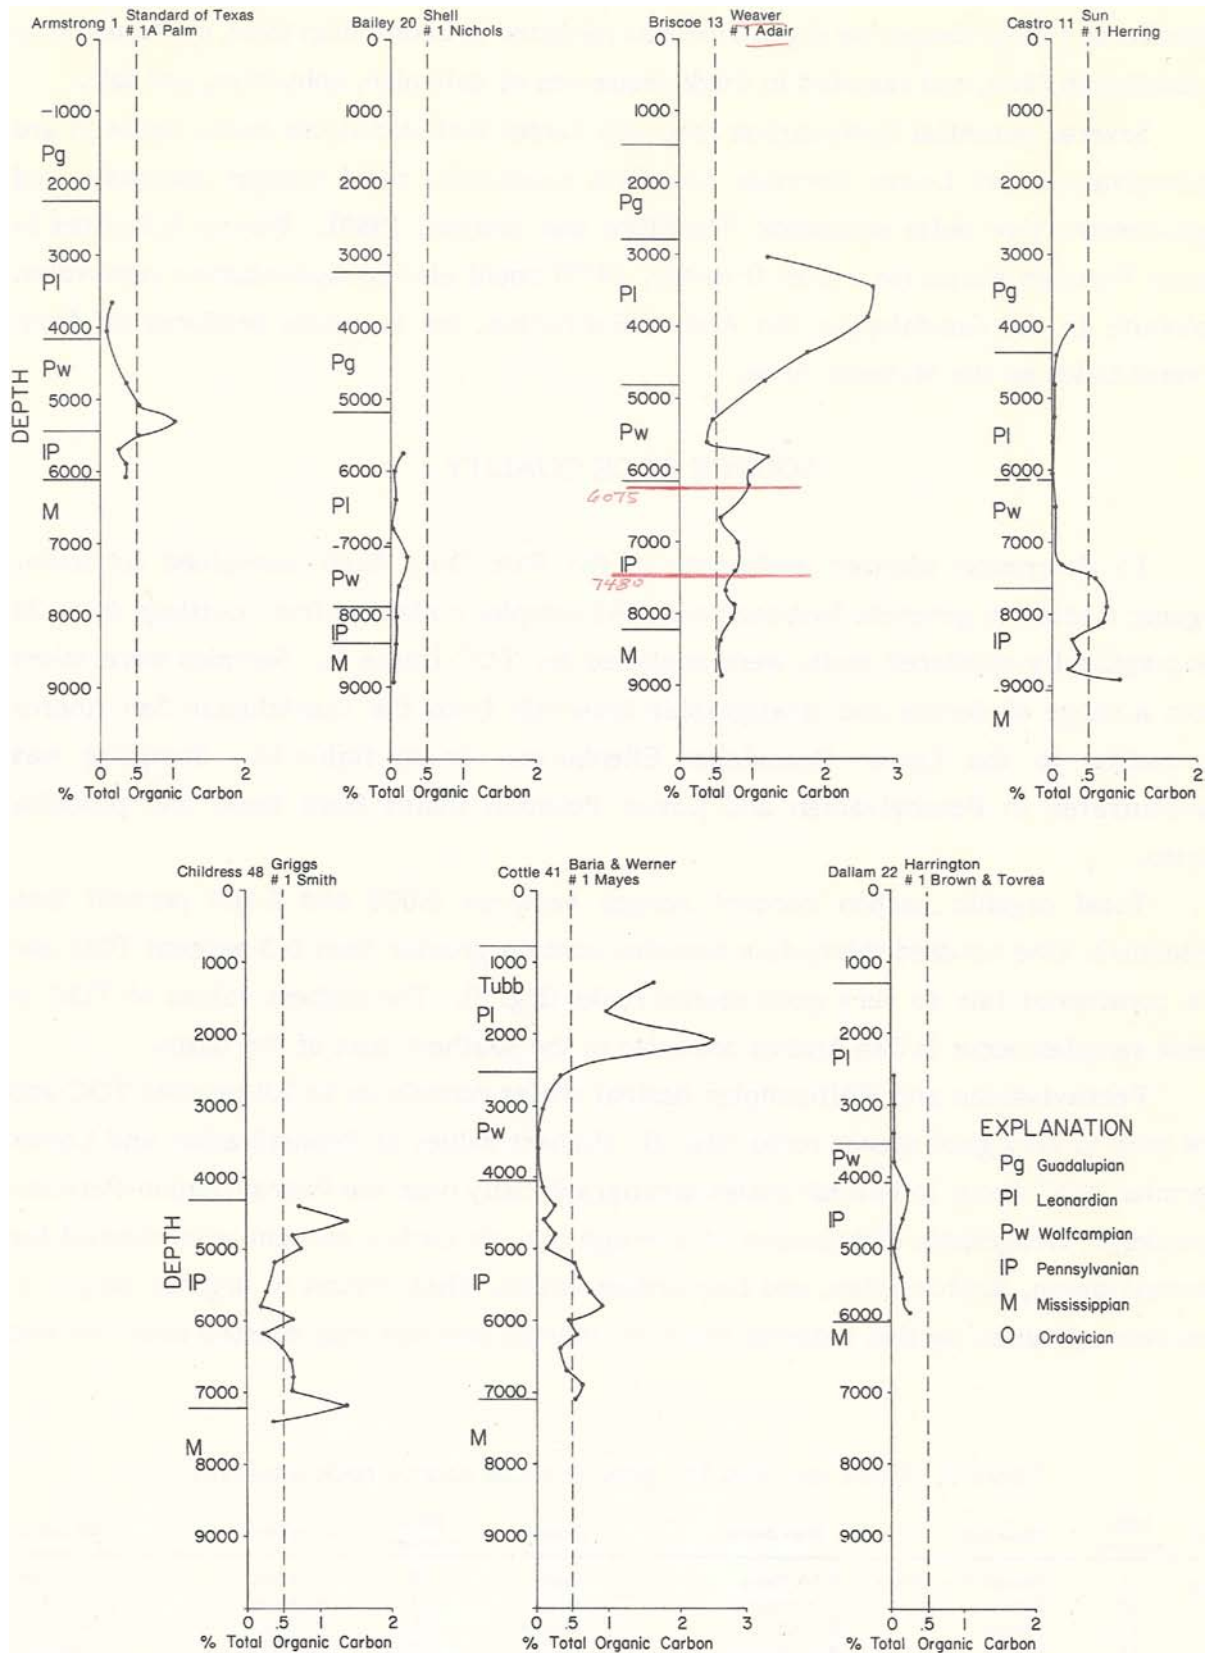 Armstrong 1 Standard of Texas
# 1A Palm
0
1000
Pg
2000
3000
Pl
4000
Pw
5000
IP
6000
M
7000
8000
9000
DEPTH
0 .5 1 2
% Total Organic Carbon
Bailey 20 Shell
# 1 Nichols
0
1000
2000
3000
4000
Pg
5000
6000
Pl
7000
Pw
8000
IP
M
9000
0 .5 1 2
% Total Organic Carbon
Briscoe 13 Weaver
# 1 Adair
0
1000
2000
Pg
3000
Pl
4000
5000
Pw
6000
6075
7000
IP
7480
8000
M
9000
0 .5 1 2 3
% Total Organic Carbon
Castro 11 Sun
# 1 Herring
0
1000
2000
3000
Pg
4000
5000
Pl
6000
Pw
7000
8000
IP
9000
M
0 .5 1 2
% Total Organic Carbon
Childress 48 Griggs
# 1 Smith
0
1000
2000
3000
4000
5000
IP
6000
7000
M
8000
9000
DEPTH
0 .5 1 2
% Total Organic Carbon
Cottle 41 Baria & Werner
# 1 Mayes
0
1000
Tubb
Pl
2000
3000
Pw
4000
5000
IP
6000
7000
M
8000
9000
0 .5 1 2
% Total Organic Carbon
Dallam 22 Harrington
# 1 Brown & Tovrea
0
1000
2000
Pl
3000
Pw
4000
IP
5000
6000
M
7000
8000
9000
0 .5 1 2
% Total Organic Carbon
EXPLANATION
Pg Guadalupian
Pl Leonardian
Pw Wolfcampian
IP Pennsylvanian
M Mississippian
O Ordovician